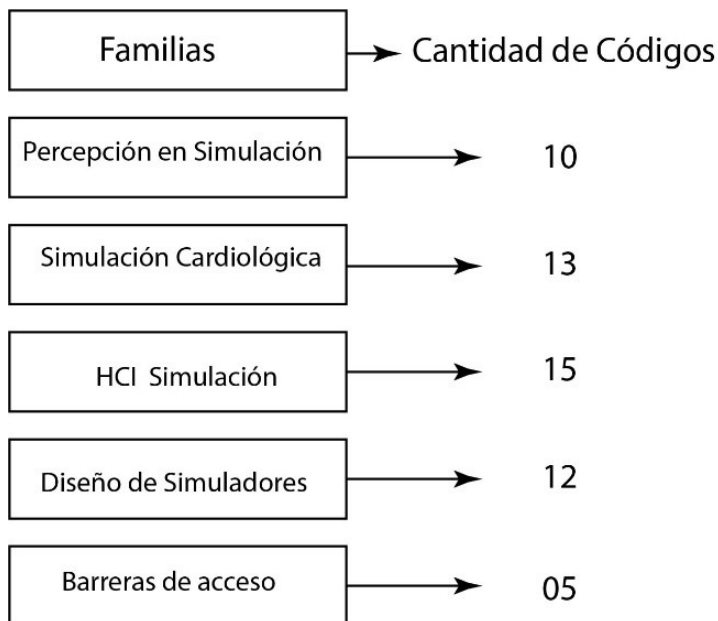 Familias Cantidad de Códigos
Percepción en Simulación 10
Simulación Cardiológica 13
HCI Simulación 15
Diseño de Simuladores 12
Barreras de acceso 05